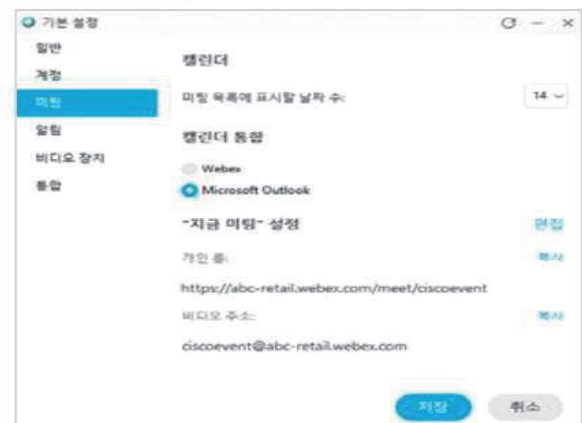 기본 설정
일반
계정
미팅
알림
비디오 장치
통합
캘린더
미팅 목록에 표시할 날짜 수:
14
캘린더 통합
Webex
Microsoft Outlook
"지금 미팅" 설정
편집
개인 룸:
복사
https://abc-retail.webex.com/meet/ciscoevent
비디오 주소:
복사
ciscoevent@abc-retail.webex.com
저장
취소